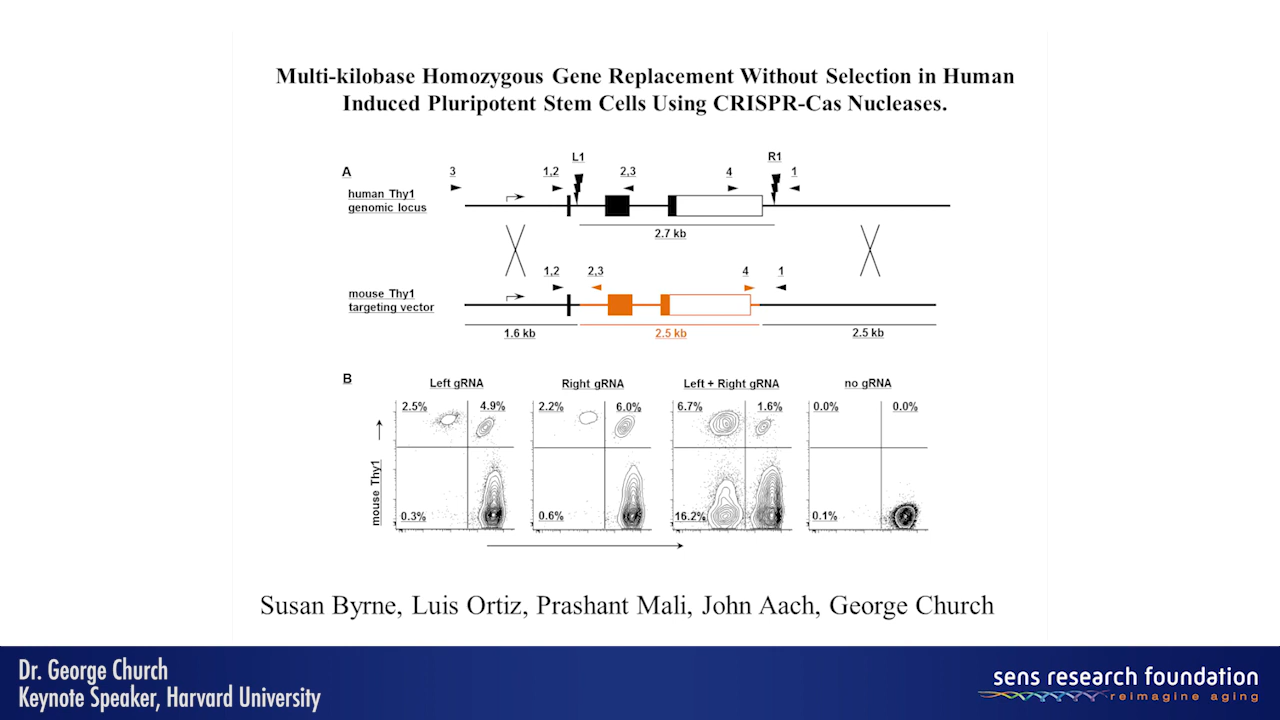 Multi-kilobase Homozygous Gene Replacement Without Selection in Human
Induced Pluripotent Stem Cells Using CRISPR-Cas Nucleases.
A
3
1,2
L1
2,3
4
R1
1
human Thy1
genomic locus
2.7 kb
1,2
2,3
4
1
mouse Thy1
targeting vector
1.6 kb
2.5 kb
2.5 kb
B
Left gRNA
Right gRNA
Left + Right gRNA
no gRNA
2.5%
4.9%
2.2%
6.0%
6.7%
1.6%
0.0%
0.0%
mouse Thy1
0.3%
0.6%
16.2%
0.1%
Susan Byrne, Luis Ortiz, Prashant Mali, John Aach, George Church
Dr. George Church
Keynote Speaker, Harvard University
sens research foundation
reimagine aging